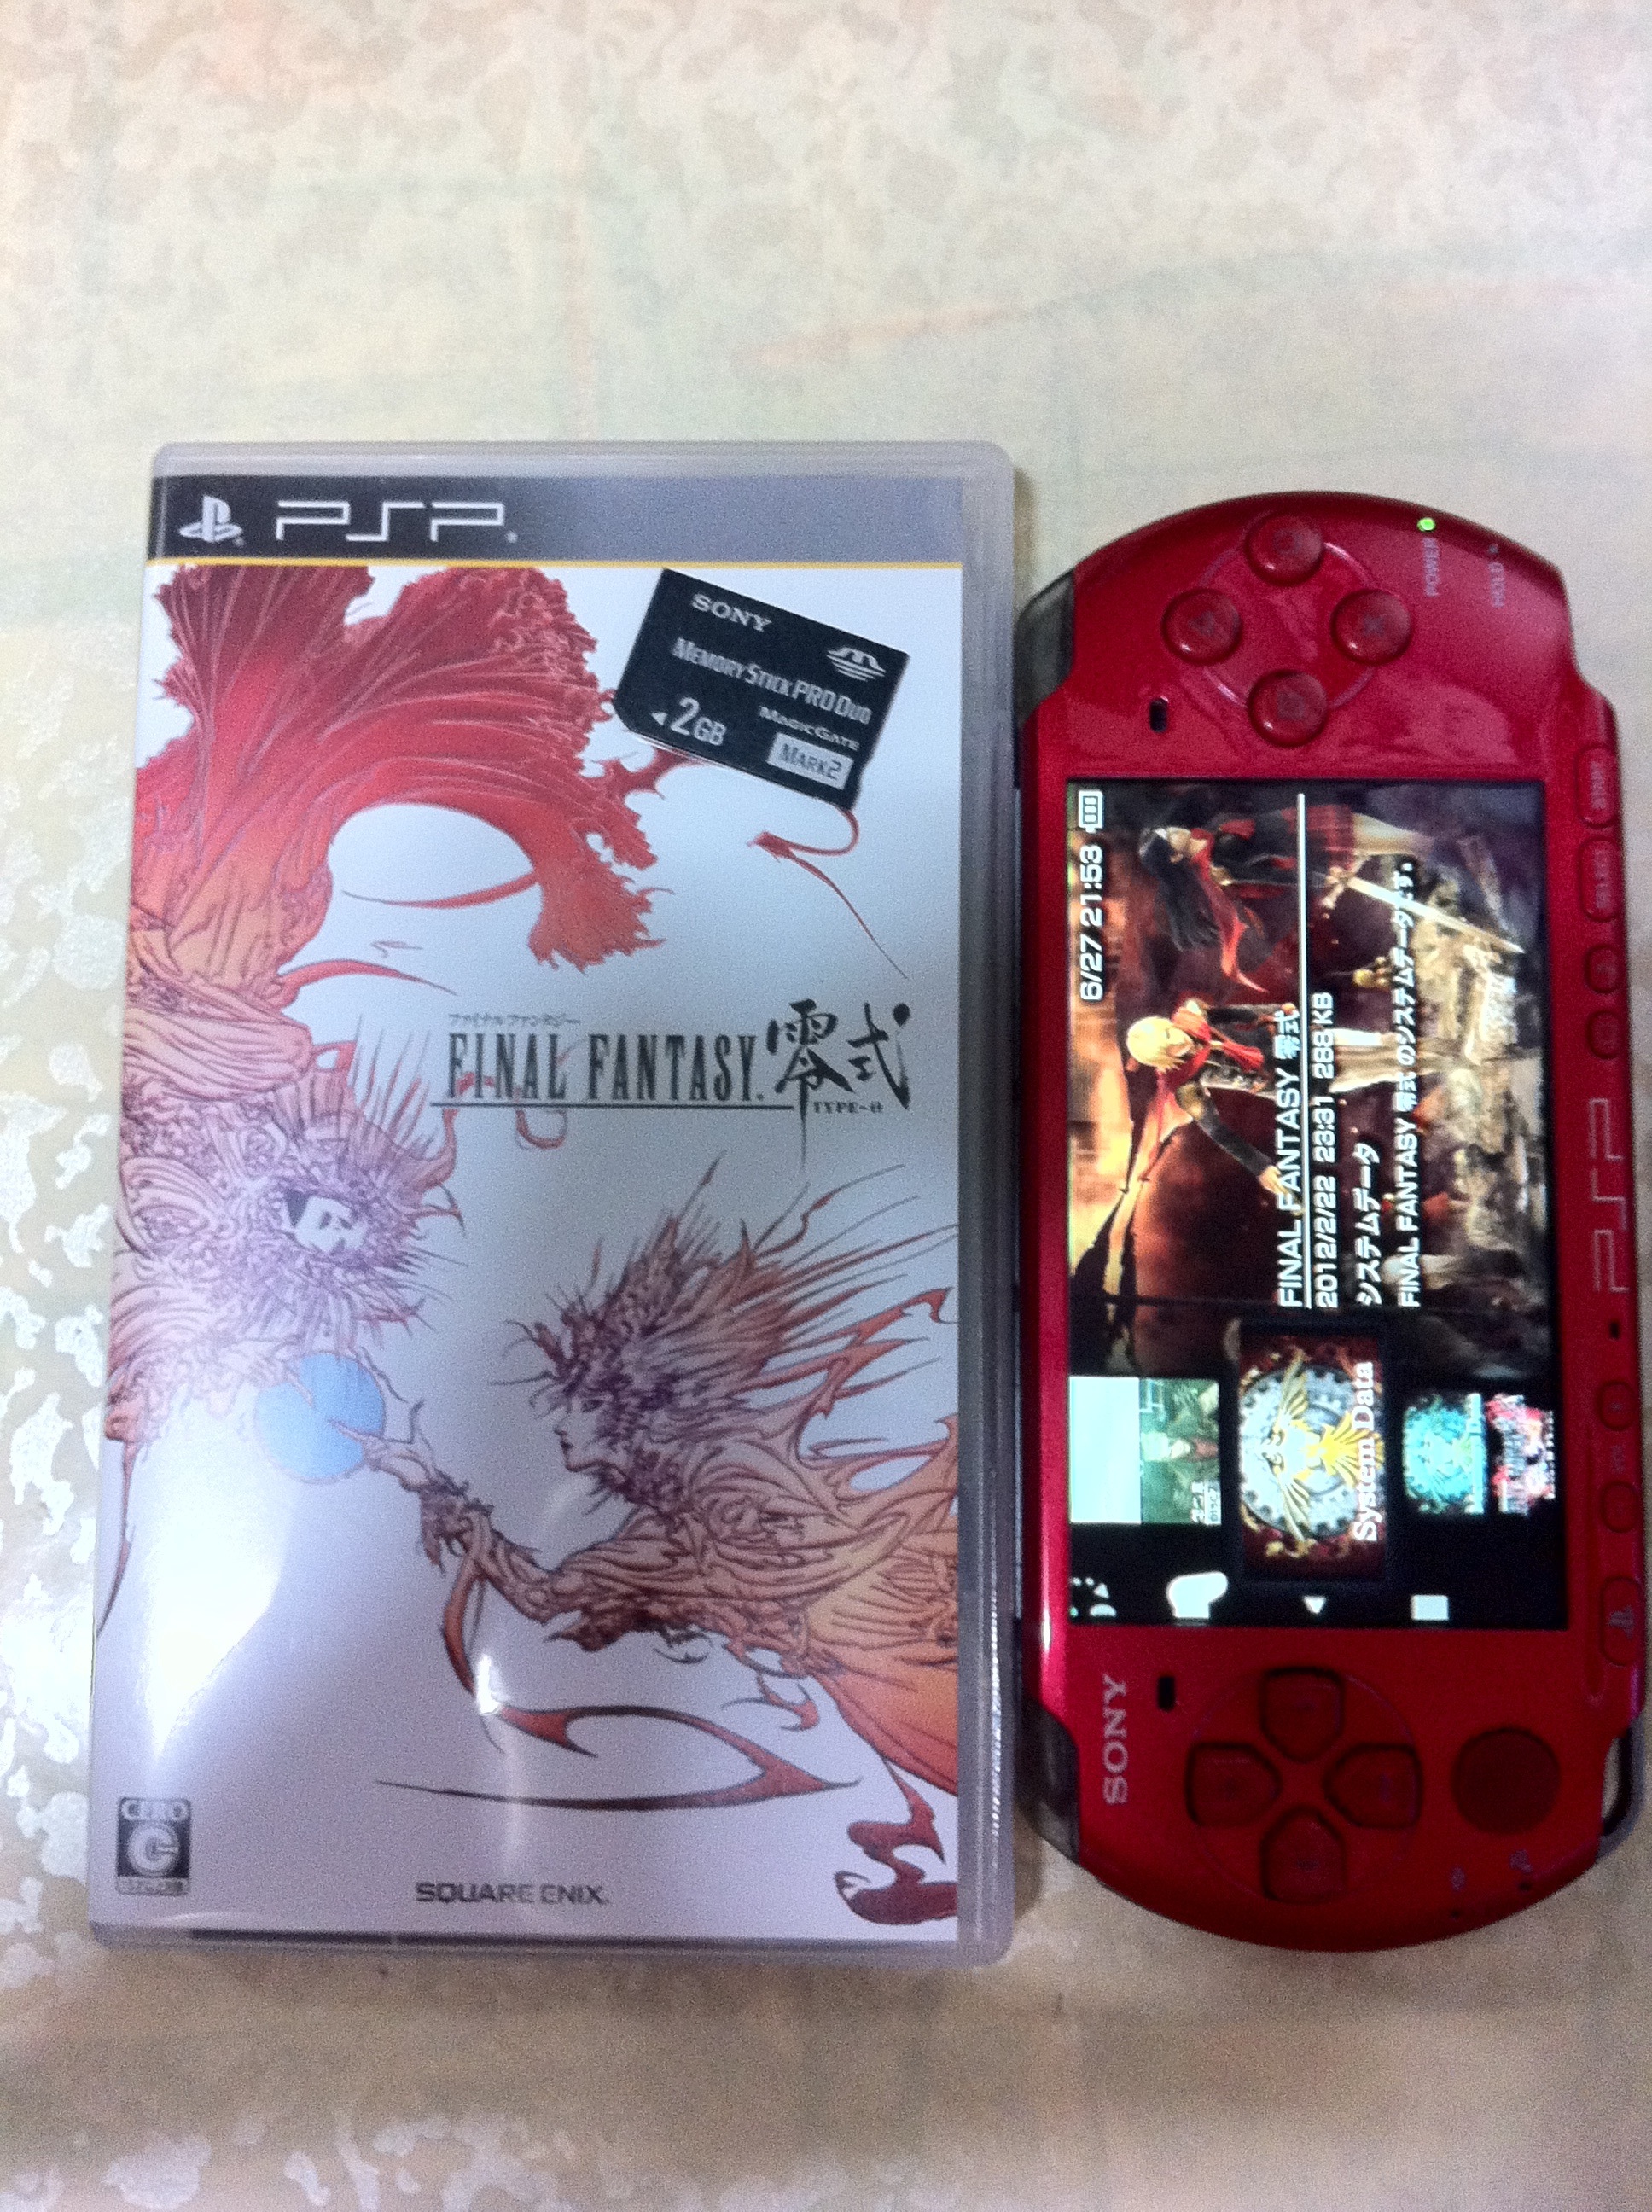 PSP
SONY
MEMORY STICK PRO DUO
MAGICGATE
2GB
MARK2
ファイナルファンタジー
FINAL FANTASY. 零式
TYPE-0
CERO
C
SQUARE ENIX.
POWER
HOLD
6/27 21:53
FINAL FANTASY 零式
2012/2/22 23:31 288 KB
システムデータ
FINAL FANTASY 零式 のシステムデータです。
System Data
SONY
PSP
START
SELECT